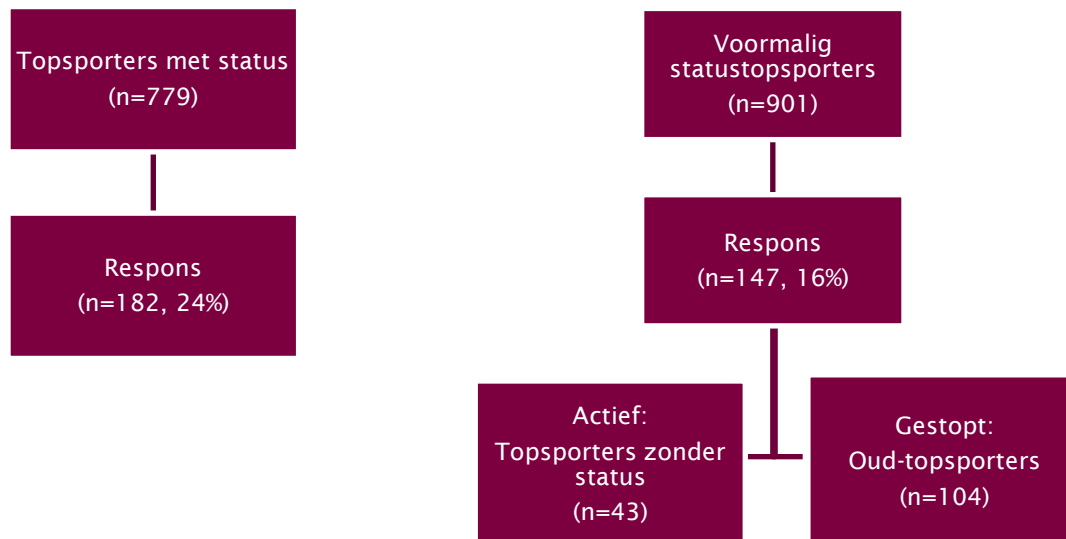 Topsporters met status
(n=779)
Respons
(n=182, 24%)
Voormalig
statustopsporters
(n=901)
Respons
(n=147, 16%)
Actief:
Topsporters zonder
status
(n=43)
Gestopt:
Oud-topsporters
(n=104)